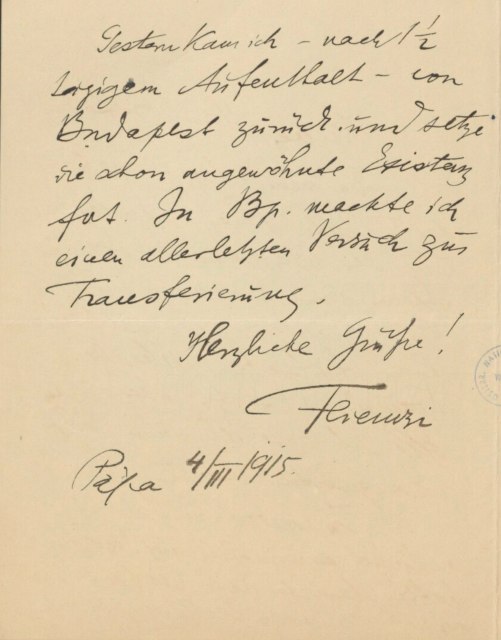 Gestern kam ich – nach 1½
tägigem Aufenthalt – von
Budapest zurück und setze
die schon angewöhnte Existenz
fort. In Bp. machte ich
einen allerletzten Versuch zur
Transferierung.
Herzliche Grüße!
Ferenczi
Pápa 4/III 1915.